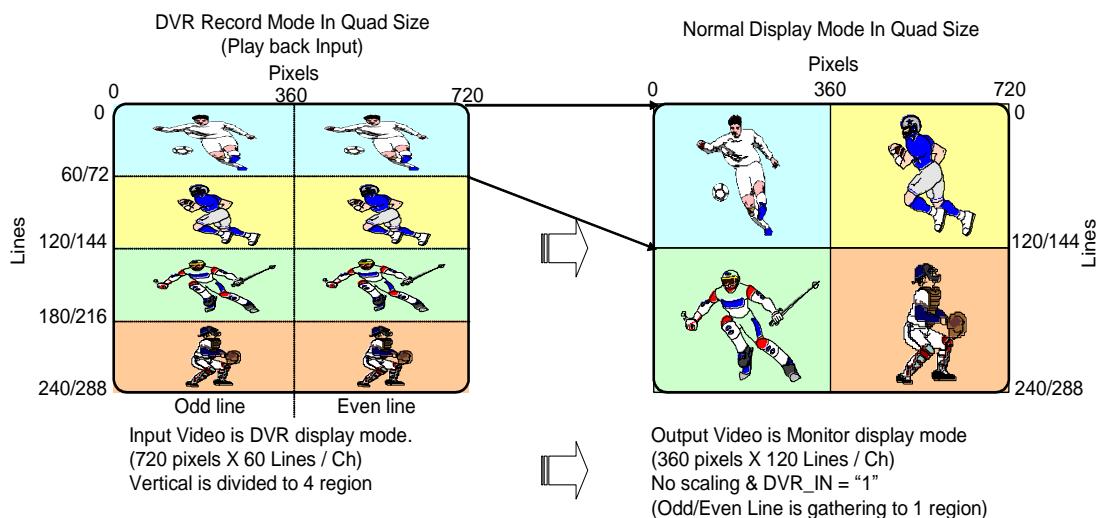 DVR Record Mode In Quad Size
(Play back Input)
Pixels
0 360 720
0
60/72
120/144
180/216
240/288
Lines
Odd line Even line
Input Video is DVR display mode.
(720 pixels X 60 Lines / Ch)
Vertical is divided to 4 region
Normal Display Mode In Quad Size
Pixels
0 360 720
0
120/144
240/288
Lines
Output Video is Monitor display mode
(360 pixels X 120 Lines / Ch)
No scaling & DVR_IN = “1”
(Odd/Even Line is gathering to 1 region)